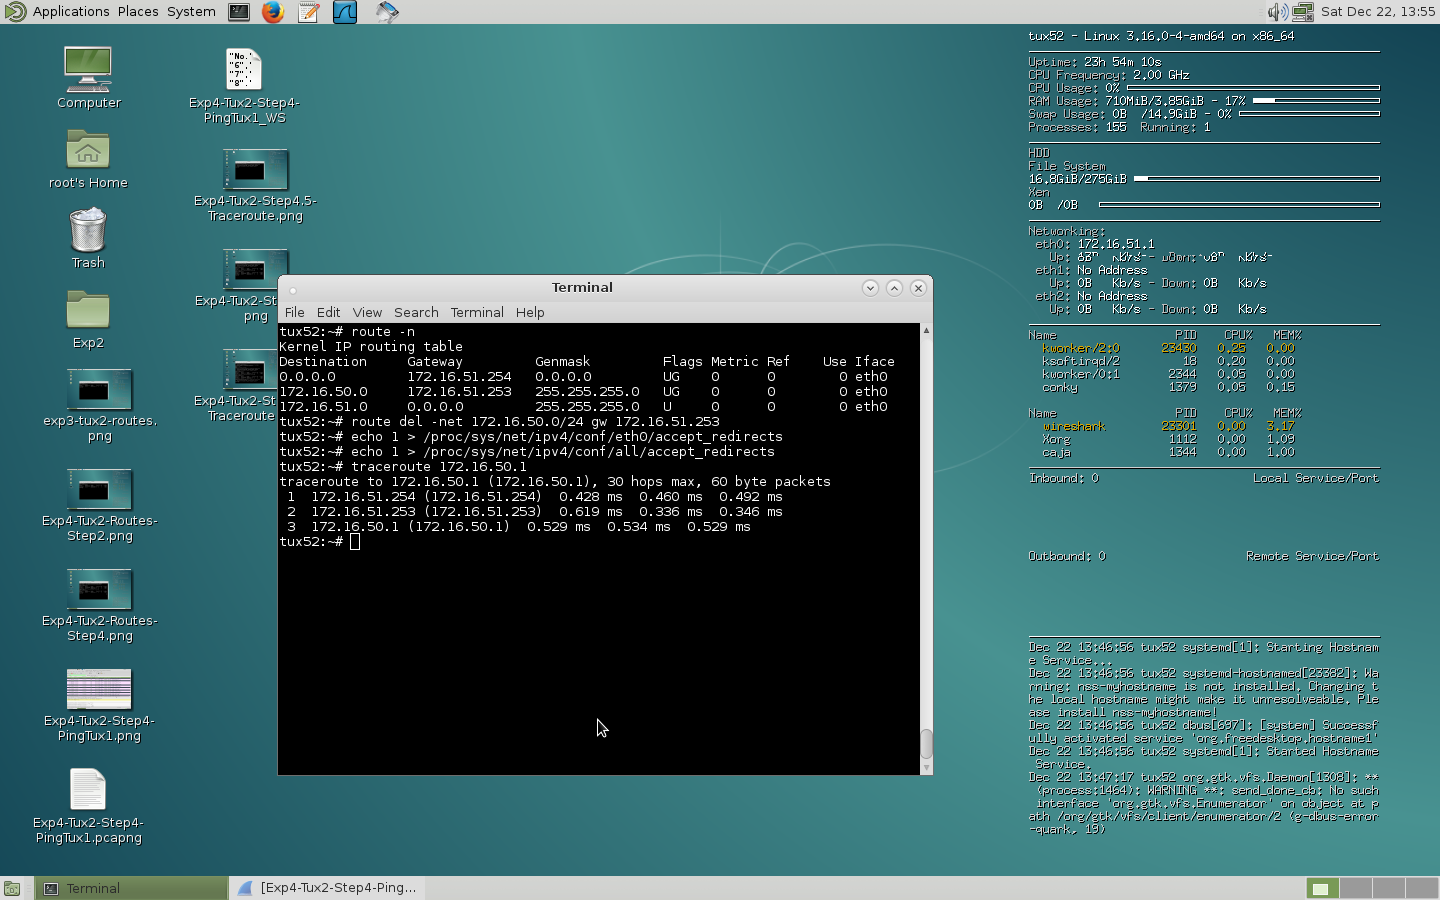 Applications Places System
Sat Dec 22, 13:55
Computer
root's Home
Trash
Exp2
exp3-tux2-routes.
png
Exp4-Tux2-Routes-
Step2.png
Exp4-Tux2-Routes-
Step4.png
Exp4-Tux2-Step4-
PingTux1.png
Exp4-Tux2-Step4-
PingTux1.pcapng
"No.
"6".
"7".
"8".
Exp4-Tux2-Step4-
PingTux1_WS
Exp4-Tux2-Step4.5-
Traceroute.png
Exp4-Tux2-St
png
Exp4-Tux2-St
Traceroute
Terminal
File Edit View Search Terminal Help
tux52:~# route -n
Kernel IP routing table
Destination Gateway Genmask Flags Metric Ref Use Iface
0.0.0.0 172.16.51.254 0.0.0.0 UG 0 0 0 eth0
172.16.50.0 172.16.51.253 255.255.255.0 UG 0 0 0 eth0
172.16.51.0 0.0.0.0 255.255.255.0 U 0 0 0 eth0
tux52:~# route del -net 172.16.50.0/24 gw 172.16.51.253
tux52:~# echo 1 > /proc/sys/net/ipv4/conf/eth0/accept_redirects
tux52:~# echo 1 > /proc/sys/net/ipv4/conf/all/accept_redirects
tux52:~# traceroute 172.16.50.1
traceroute to 172.16.50.1 (172.16.50.1), 30 hops max, 60 byte packets
1 172.16.51.254 (172.16.51.254) 0.428 ms 0.460 ms 0.492 ms
2 172.16.51.253 (172.16.51.253) 0.619 ms 0.336 ms 0.346 ms
3 172.16.50.1 (172.16.50.1) 0.529 ms 0.534 ms 0.529 ms
tux52:~#
tux52 - Linux 3.16.0-4-amd64 on x86_64
Uptime: 23h 54m 10s
CPU Frequency: 2.00 GHz
CPU Usage: 0%
RAM Usage: 710MiB/3.85GiB - 17%
Swap Usage: 0B /14.9GiB - 0%
Processes: 155 Running: 1
HDD
File System
16.8GiB/275GiB
Xen
0B /0B
Networking:
eth0: 172.16.51.1
Up: Kb/s - Down: Kb/s
eth1: No Address
Up: 0B Kb/s - Down: 0B Kb/s
eth2: No Address
Up: 0B Kb/s - Down: 0B Kb/s
Name PID CPU% MEM%
kworker/2:0 23430 0.25 0.00
ksoftirqd/2 18 0.20 0.00
kworker/0:1 2344 0.05 0.00
conky 1379 0.05 0.15
Name PID CPU% MEM%
wireshark 23301 0.00 3.17
Xorg 1112 0.00 1.09
caja 1344 0.00 1.00
Inbound: 0 Local Service/Port
Outbound: 0 Remote Service/Port
Dec 22 13:46:56 tux52 systemd[1]: Starting Hostnam
e Service...
Dec 22 13:46:56 tux52 systemd-hostnamed[23382]: Wa
rning: nss-myhostname is not installed. Changing t
he local hostname might make it unresolveable. Ple
ase install nss-myhostname!
Dec 22 13:46:56 tux52 dbus[697]: [system] Successf
ully activated service 'org.freedesktop.hostname1'
Dec 22 13:46:56 tux52 systemd[1]: Started Hostname
Service.
Dec 22 13:47:17 tux52 org.gtk.vfs.Daemon[1308]: **
(process:1464): WARNING **: send_done_cb: No such
interface 'org.gtk.vfs.Enumerator' on object at p
ath /org/gtk/vfs/client/enumerator/2 (g-dbus-error
-quark, 19)
Terminal
[Exp4-Tux2-Step4-Ping...